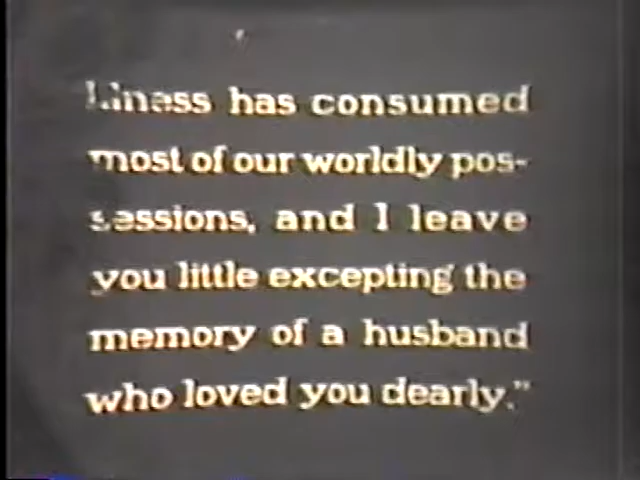 Illness has consumed
most of our worldly pos-
sessions, and I leave
you little excepting the
memory of a husband
who loved you dearly."